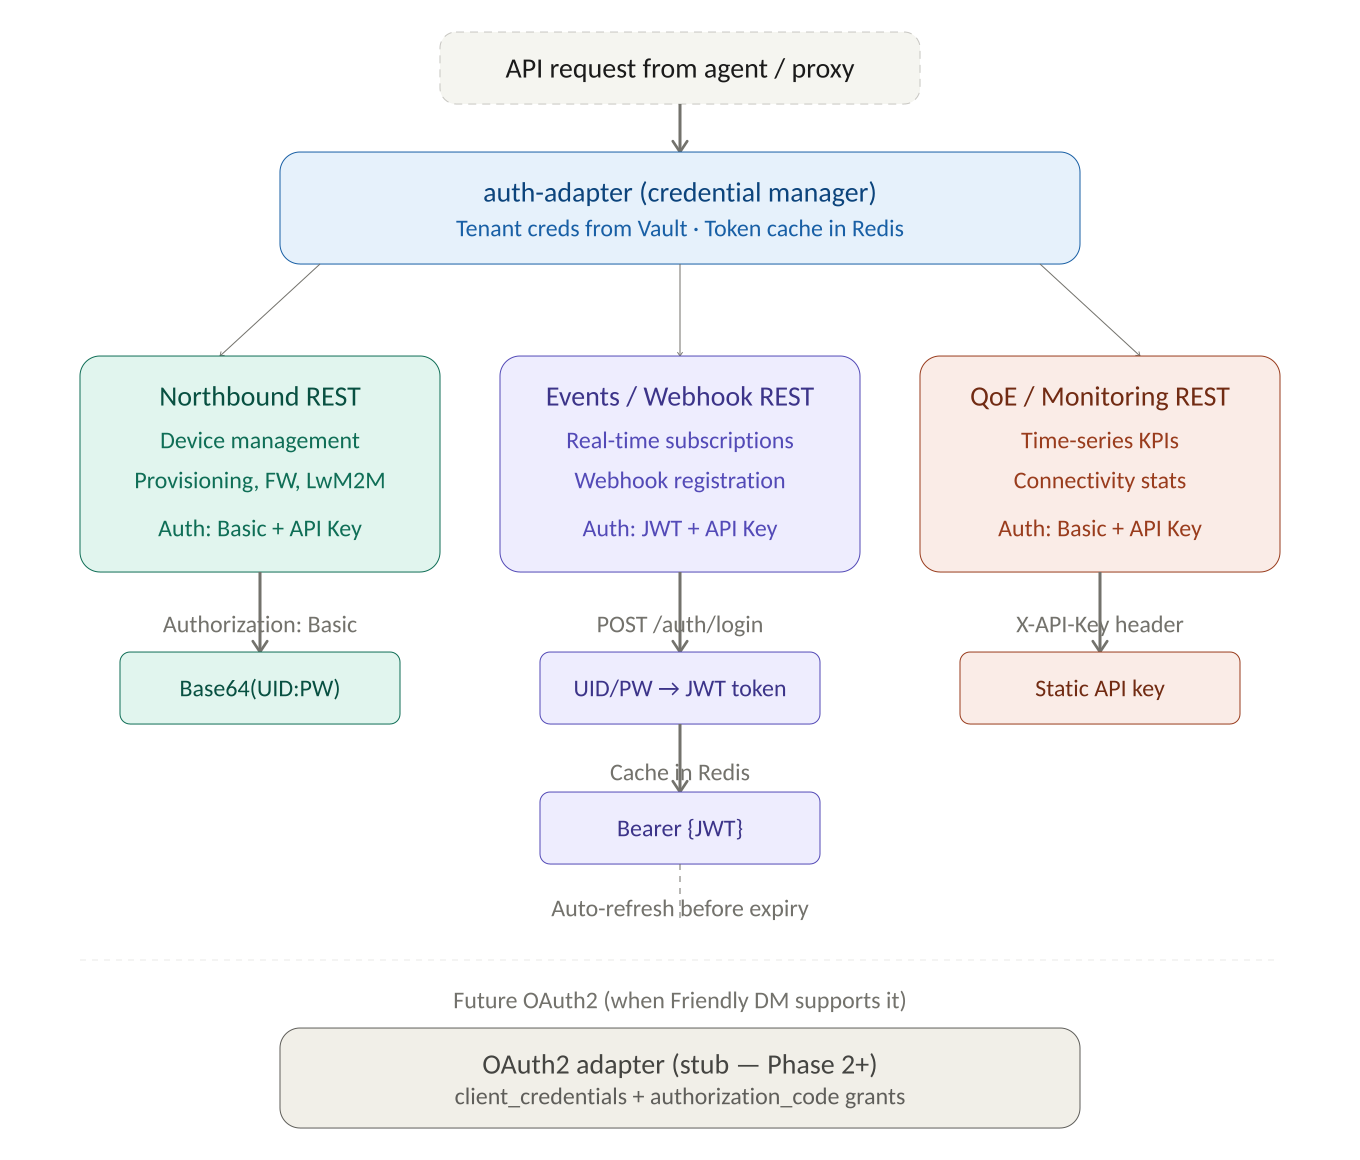 API request from agent / proxy
auth-adapter (credential manager)
Tenant creds from Vault · Token cache in Redis
Northbound REST
Device management
Provisioning, FW, LwM2M
Auth: Basic + API Key
Events / Webhook REST
Real-time subscriptions
Webhook registration
Auth: JWT + API Key
QoE / Monitoring REST
Time-series KPIs
Connectivity stats
Auth: Basic + API Key
Authorization: Basic
POST /auth/login
X-API-Key header
Base64(UID:PW)
UID/PW → JWT token
Static API key
Cache in Redis
Bearer {JWT}
Auto-refresh before expiry
Future OAuth2 (when Friendly DM supports it)
OAuth2 adapter (stub — Phase 2+)
client_credentials + authorization_code grants